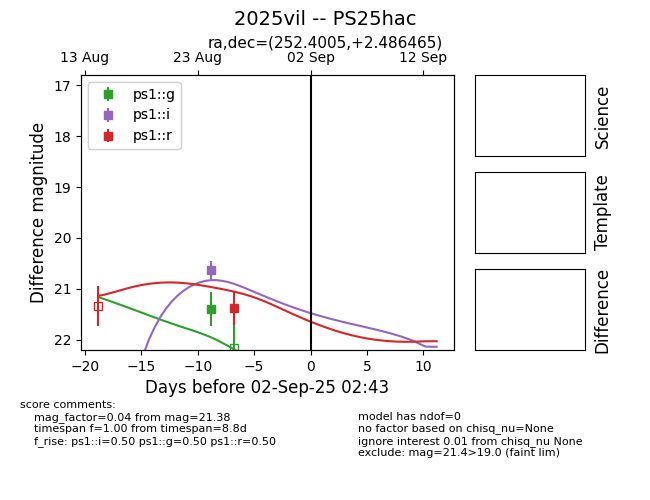 2025vil -- PS25hac
ra,dec=(252.4005,+2.486465)
13 Aug 23 Aug 02 Sep 12 Sep
ps1::g
ps1::i
ps1::r
17
18
19
20
21
22
Difference magnitude
−20 −15 −10 −5 0 5 10
Days before 02-Sep-25 02:43
Science
Template
Difference
score comments:
mag_factor=0.04 from mag=21.38
timespan f=1.00 from timespan=8.8d
f_rise: ps1::i=0.50 ps1::g=0.50 ps1::r=0.50
model has ndof=0
no factor based on chisq_nu=None
ignore interest 0.01 from chisq_nu None
exclude: mag=21.4>19.0 (faint lim)